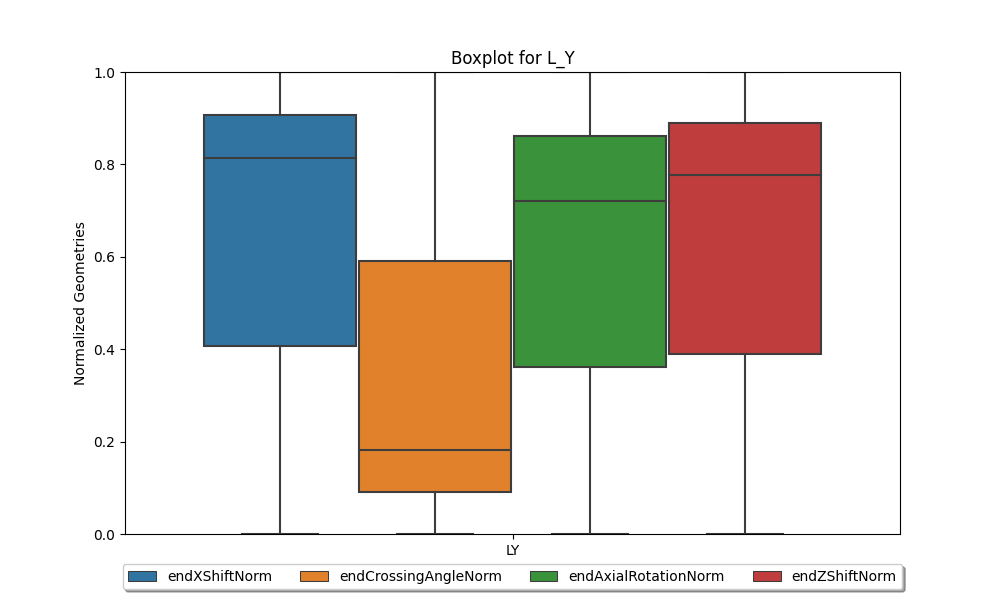 Boxplot for L_Y
1.0
0.8
0.6
0.4
0.2
0.0
Normalized Geometries
LY
endXShiftNorm endCrossingAngleNorm endAxialRotationNorm endZShiftNorm